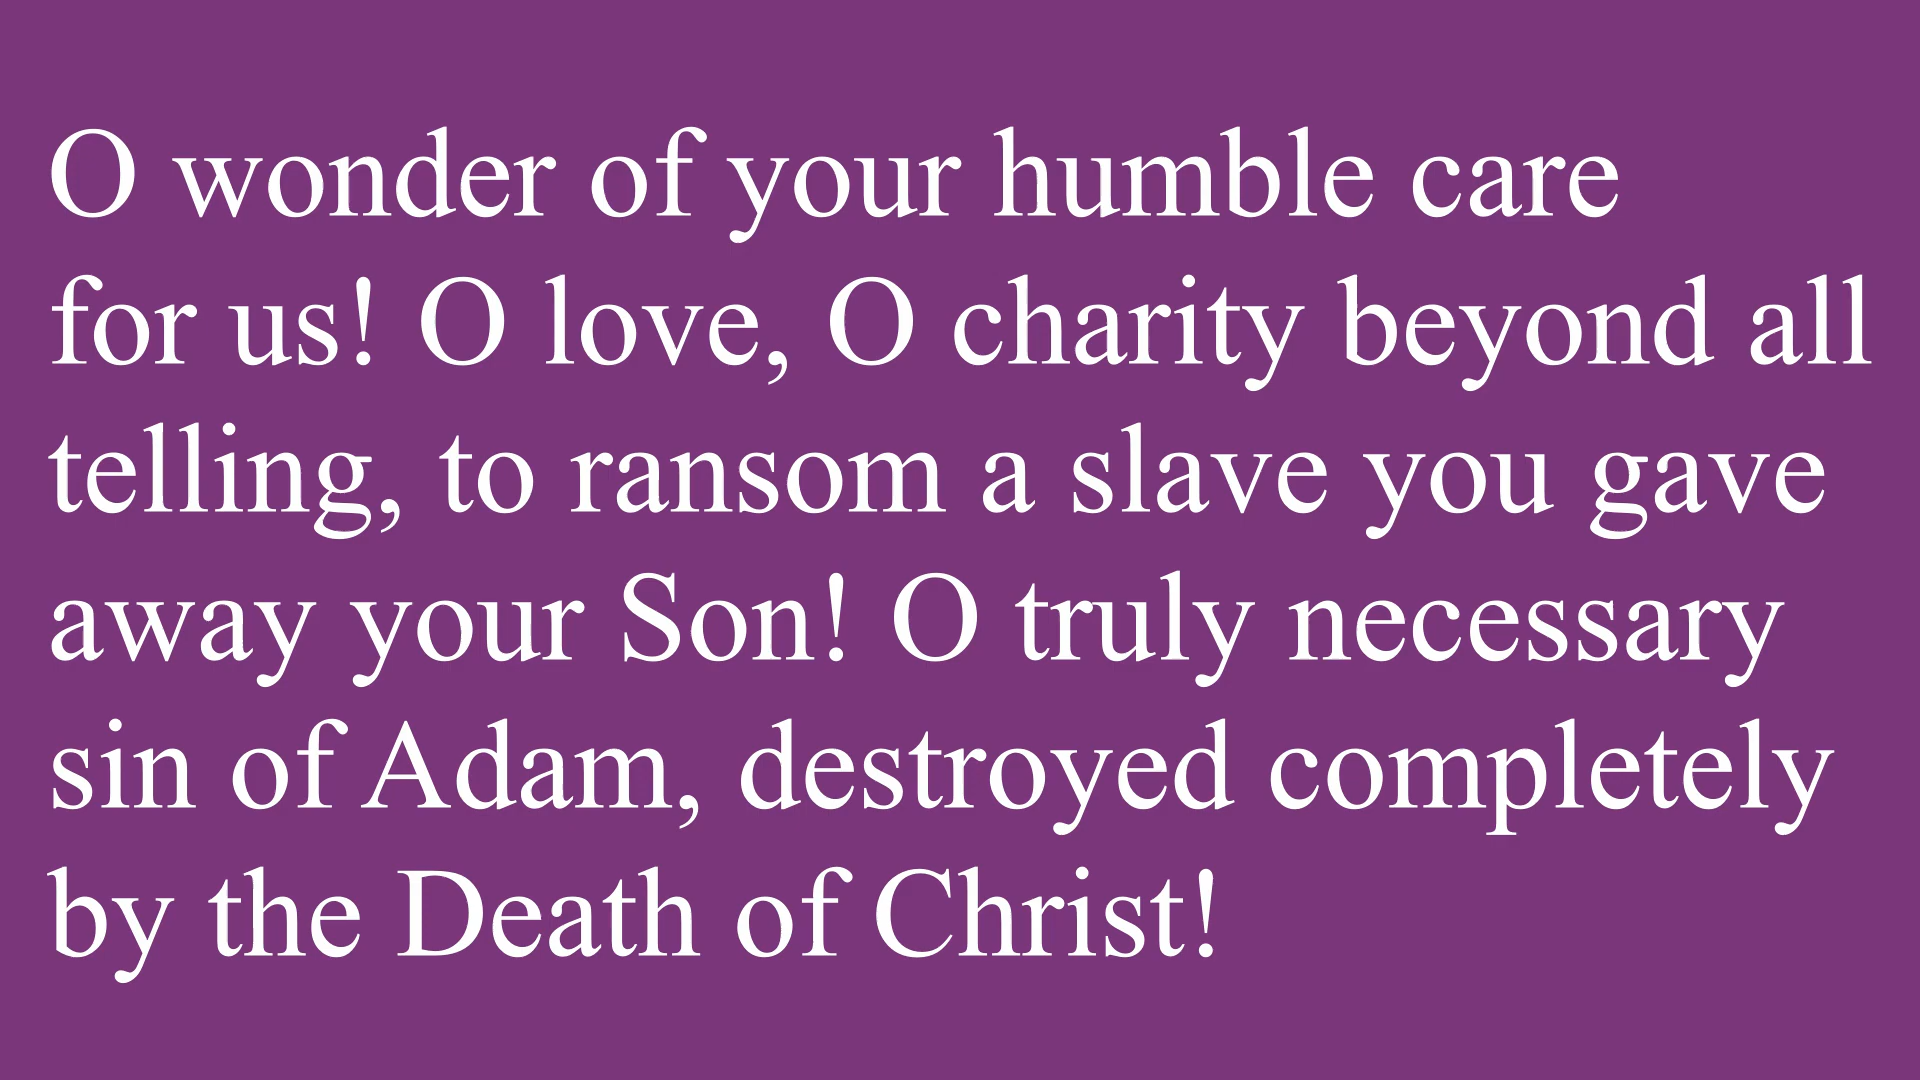 O wonder of your humble care
for us! O love, O charity beyond all
telling, to ransom a slave you gave
away your Son! O truly necessary
sin of Adam, destroyed completely
by the Death of Christ!